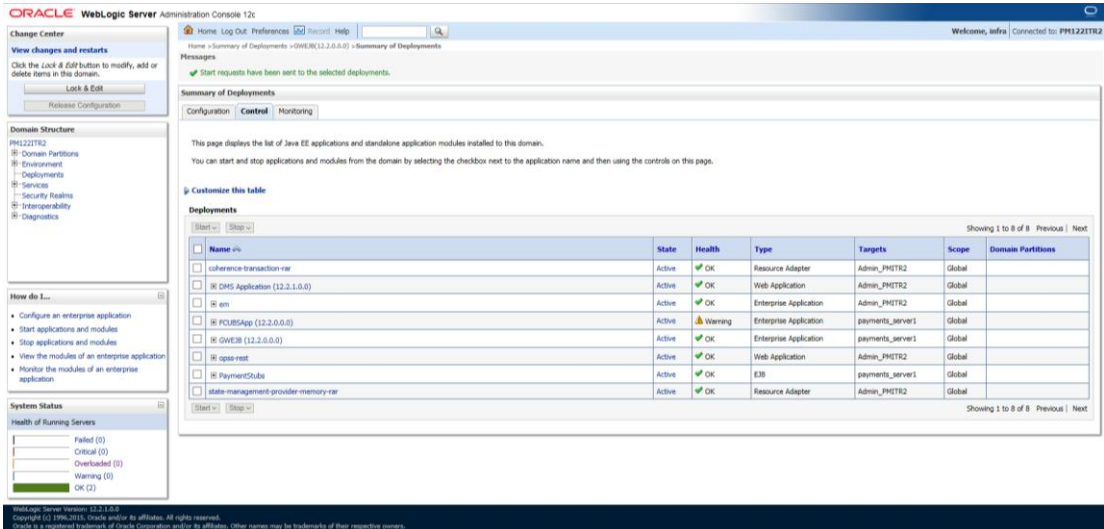 ORACLE WebLogic Server Administration Console 12c
Change Center
View changes and restarts
Click the Lock & Edit button to modify, add or
delete items in this domain.
Lock & Edit
Release Configuration
Domain Structure
PM122ITR2
Domain Partitions
Environment
Deployments
Services
Security Realms
Interoperability
Diagnostics
How do I...
Configure an enterprise application
Start applications and modules
Stop applications and modules
View the modules of an enterprise application
Monitor the modules of an enterprise
application
System Status
Health of Running Servers
Failed (0)
Critical (0)
Overloaded (0)
Warning (0)
OK (2)
Home Log Out Preferences Record Help
Welcome, infra Connected to: PM122ITR2
Home >Summary of Deployments >GWEJB(12.2.0.0.0) >Summary of Deployments
Messages
Start requests have been sent to the selected deployments.
Summary of Deployments
Configuration Control Monitoring
This page displays the list of Java EE applications and standalone application modules installed to this domain.
You can start and stop applications and modules from the domain by selecting the checkbox next to the application name and then using the controls on this page.
Customize this table
Deployments
Start Stop Showing 1 to 8 of 8 Previous | Next
Name State Health Type Targets Scope Domain Partitions
coherence-transaction-rar Active OK Resource Adapter Admin_PMITR2 Global
DMS Application (12.2.1.0.0) Active OK Web Application Admin_PMITR2 Global
em Active OK Enterprise Application Admin_PMITR2 Global
FCUBSApp (12.2.0.0.0) Active Warning Enterprise Application payments_server1 Global
GWEJB (12.2.0.0.0) Active OK Enterprise Application payments_server1 Global
opss-rest Active OK Web Application Admin_PMITR2 Global
PaymentStubs Active OK EJB payments_server1 Global
state-management-provider-memory-rar Active OK Resource Adapter Admin_PMITR2 Global
Start Stop Showing 1 to 8 of 8 Previous | Next
WebLogic Server Version: 12.2.1.0.0
Copyright (c) 1996,2015, Oracle and/or its affiliates. All rights reserved.
Oracle is a registered trademark of Oracle Corporation and/or its affiliates. Other names may be trademarks of their respective owners.